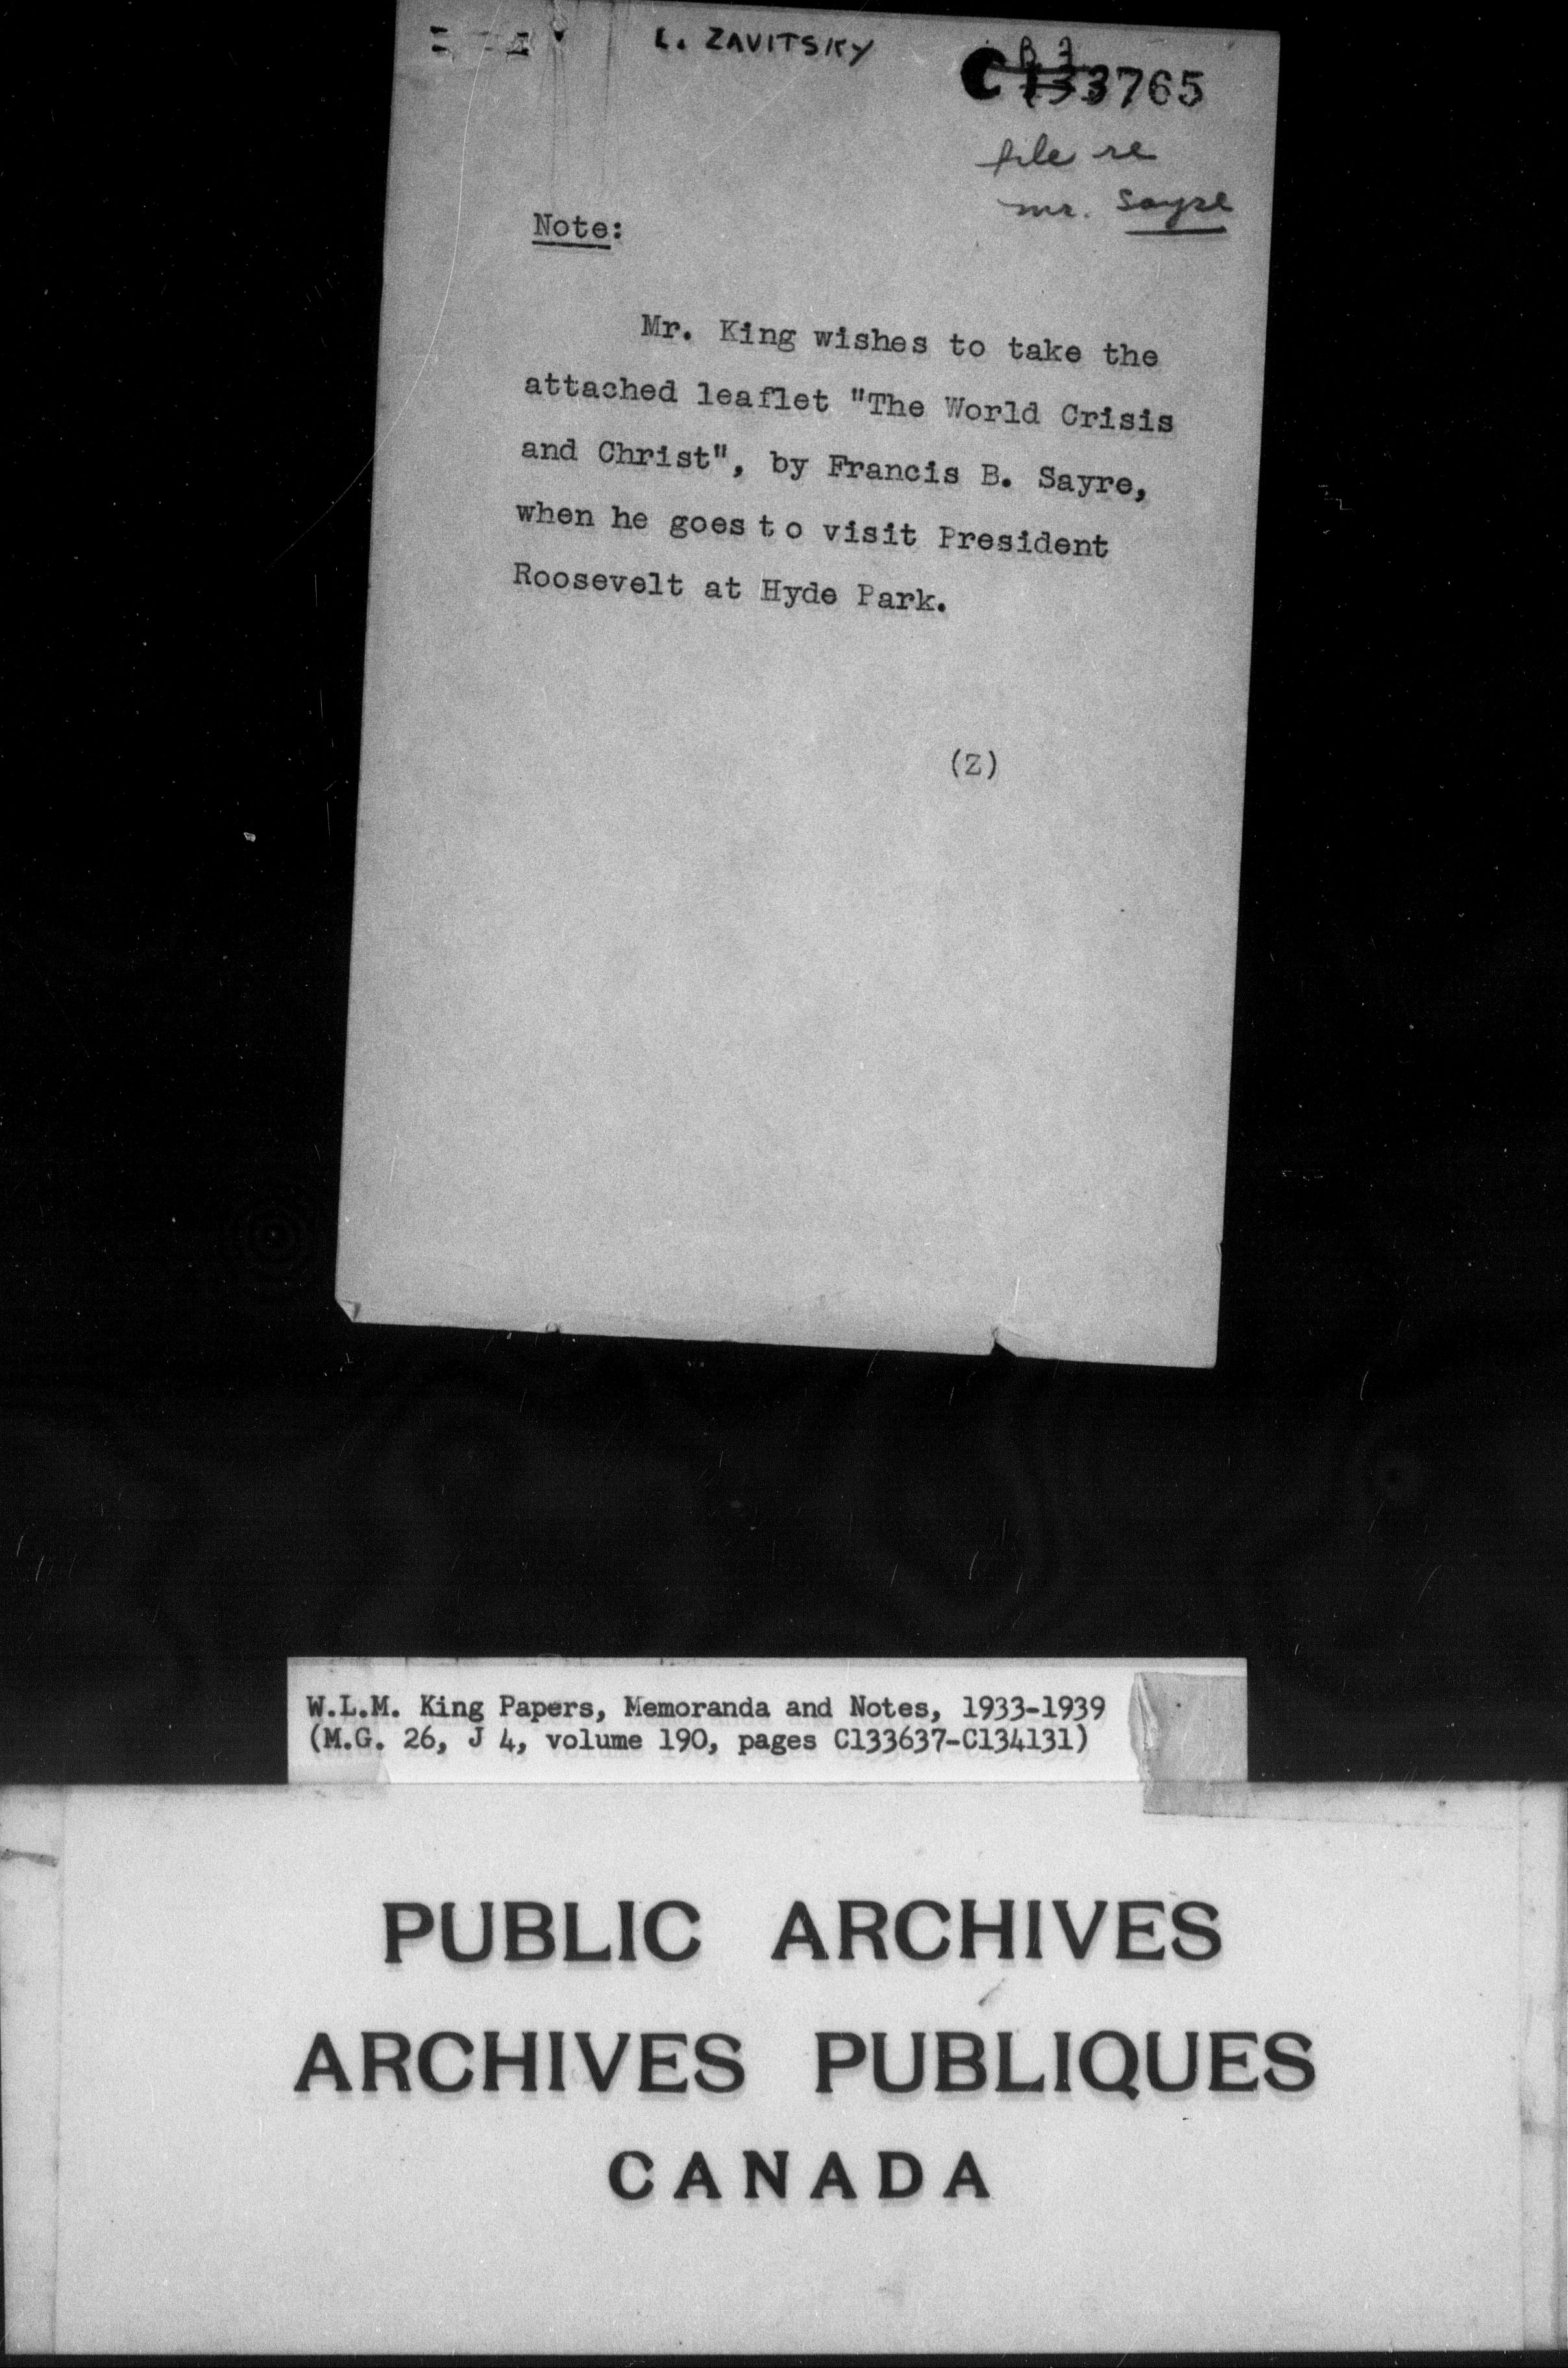 L. ZAVITSKY
C133765
file re
mr. Sayre
Note:
Mr. King wishes to take the
attached leaflet "The World Crisis
and Christ", by Francis B. Sayre,
when he goes to visit President
Roosevelt at Hyde Park.
(Z)
W.L.M. King Papers, Memoranda and Notes, 1933-1939
(M.G. 26, J 4, volume 190, pages C133637-C134131)
PUBLIC ARCHIVES
ARCHIVES PUBLIQUES
CANADA